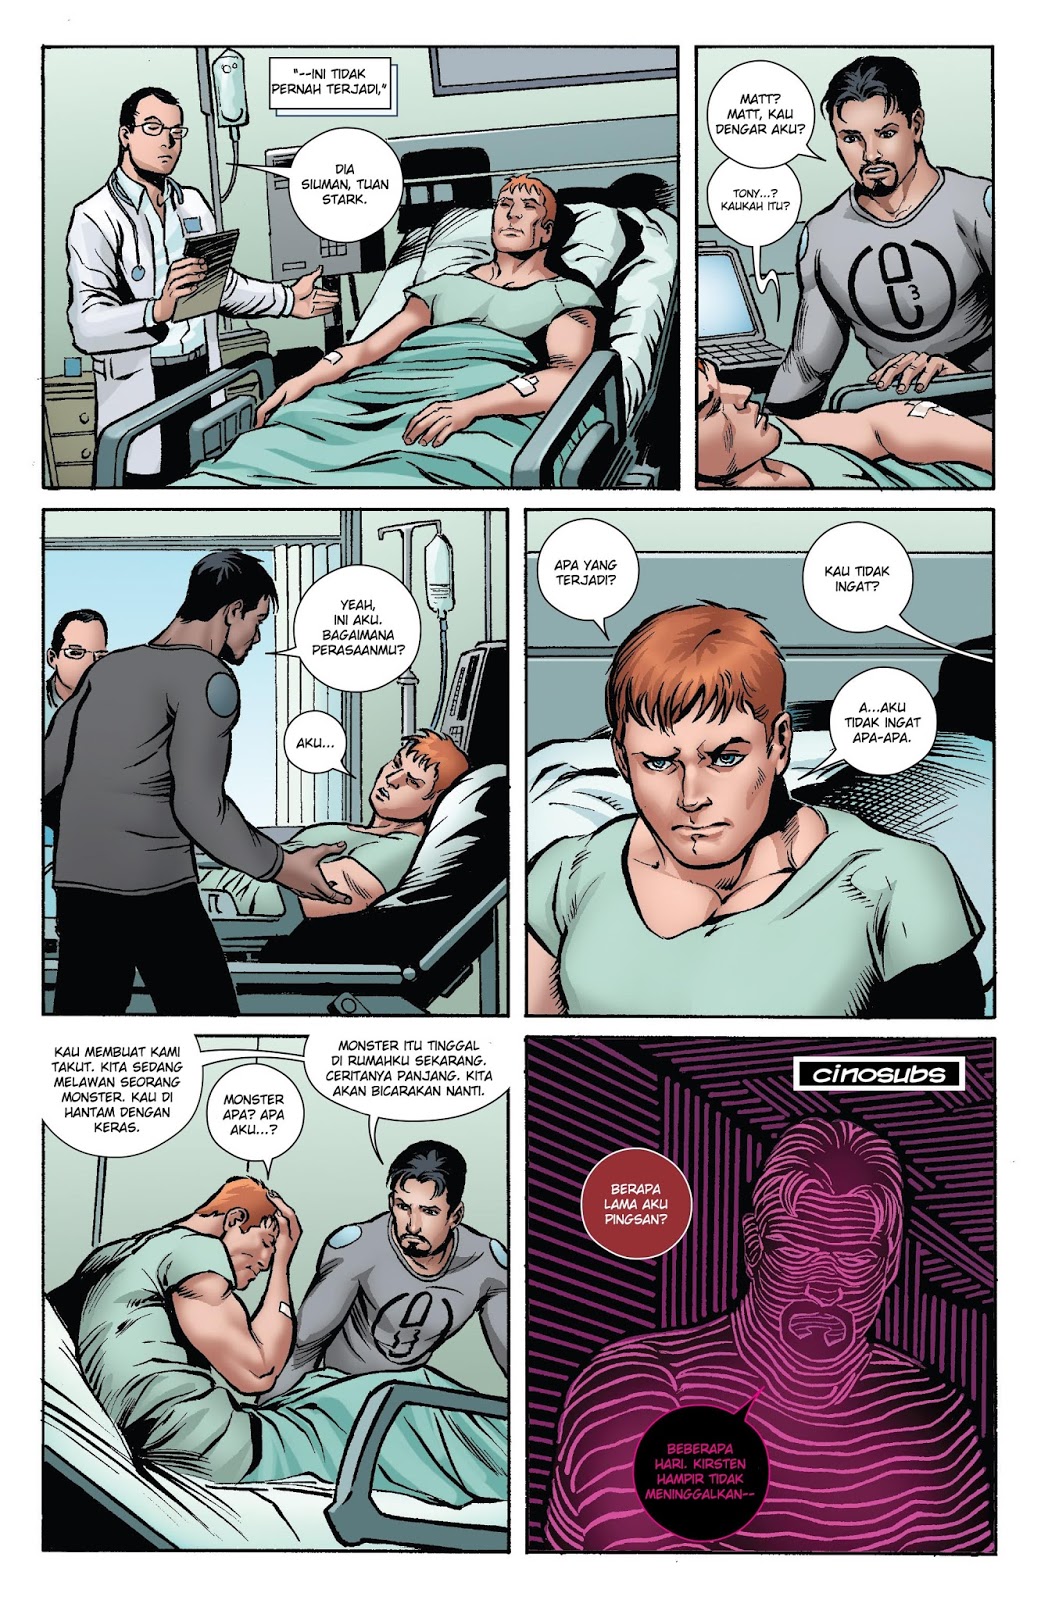 "--INI TIDAK
PERNAH TERJADI,"
DIA
SIUMAN, TUAN
STARK.
MATT?
MATT, KAU
DENGAR AKU?
TONY...?
KAUKAH ITU?
YEAH,
INI AKU.
BAGAIMANA
PERASAANMU?
AKU...
APA YANG
TERJADI?
KAU TIDAK
INGAT?
A...AKU
TIDAK INGAT
APA-APA.
KAU MEMBUAT KAMI
TAKUT. KITA SEDANG
MELAWAN SEORANG
MONSTER. KAU DI
HANTAM DENGAN
KERAS.
MONSTER
APA? APA
AKU...?
MONSTER ITU TINGGAL
DI RUMAHKU SEKARANG.
CERITANYA PANJANG. KITA
AKAN BICARAKAN NANTI.
cinosubs
BERAPA
LAMA AKU
PINGSAN?
BEBERAPA
HARI. KIRSTEN
HAMPIR TIDAK
MENINGGALKAN--